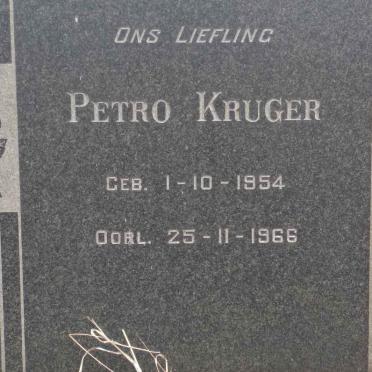 Ons Liefling
Petro Kruger
Geb. 1-10-1954
Oorl. 25-11-1966